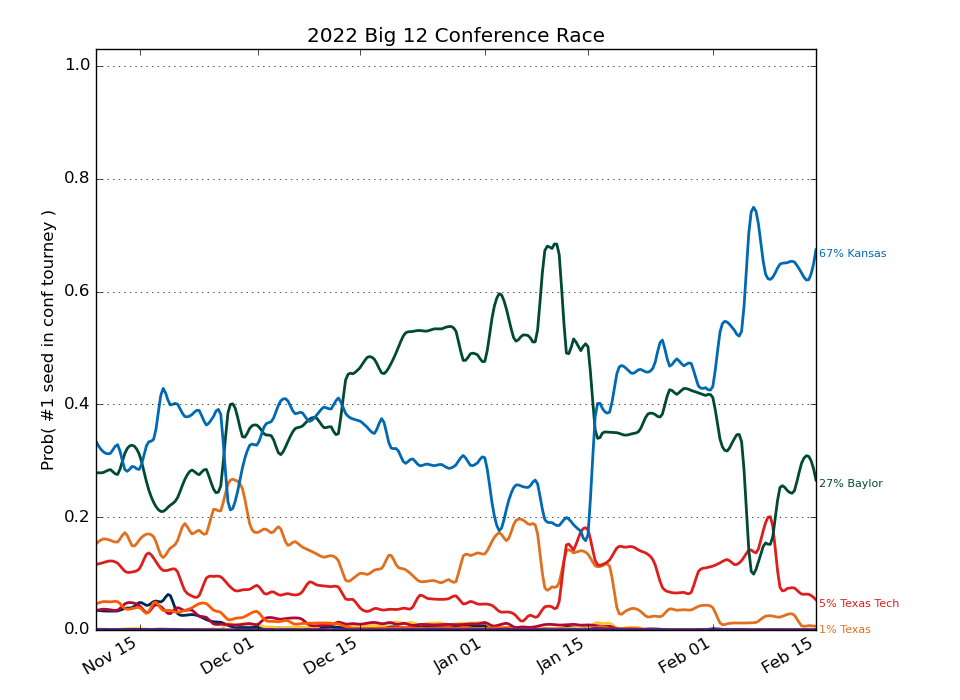 2022 Big 12 Conference Race
Prob( #1 seed in conf tourney )
1.0
0.8
0.6
0.4
0.2
0.0
67% Kansas
27% Baylor
5% Texas Tech
1% Texas
Nov 15
Dec 01
Dec 15
Jan 01
Jan 15
Feb 01
Feb 15